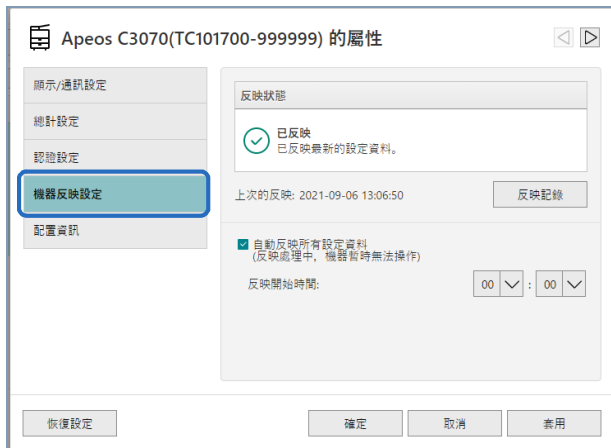 Apeos C3070(TC101700-999999) 的屬性
顯示/通訊設定
總計設定
認證設定
機器反映設定
配置資訊
反映狀態
已反映
已反映最新的設定資料。
上次的反映: 2021-09-06 13:06:50
反映記錄
自動反映所有設定資料
(反映處理中，機器暫時無法操作)
反映開始時間:
00 : 00
恢復設定
確定
取消
套用